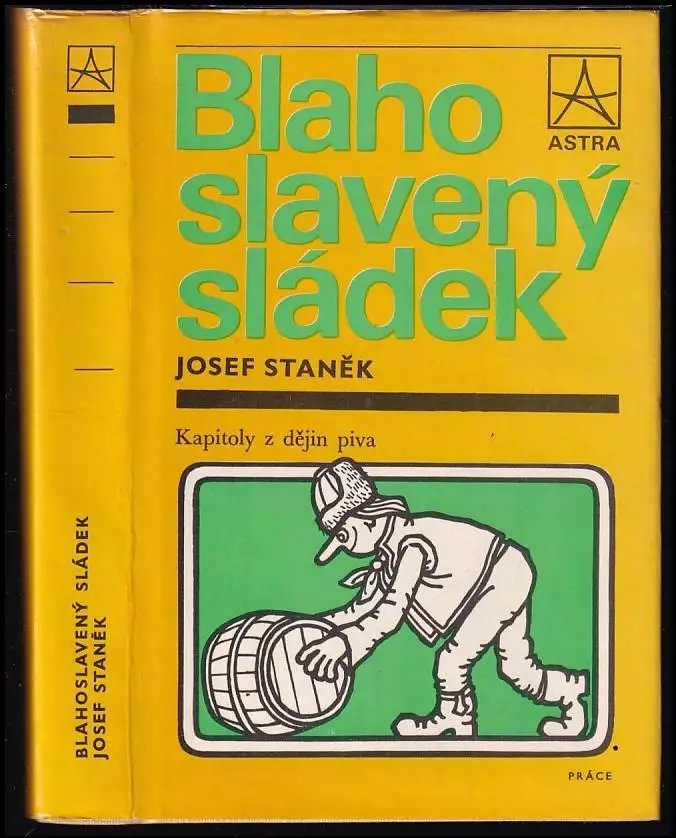 BLAHOSLAVENÝ SLÁDEK
JOSEF STANĚK
Blaho
slavený
sládek
ASTRA
JOSEF STANĚK
Kapitoly z dějin piva
PRÁCE